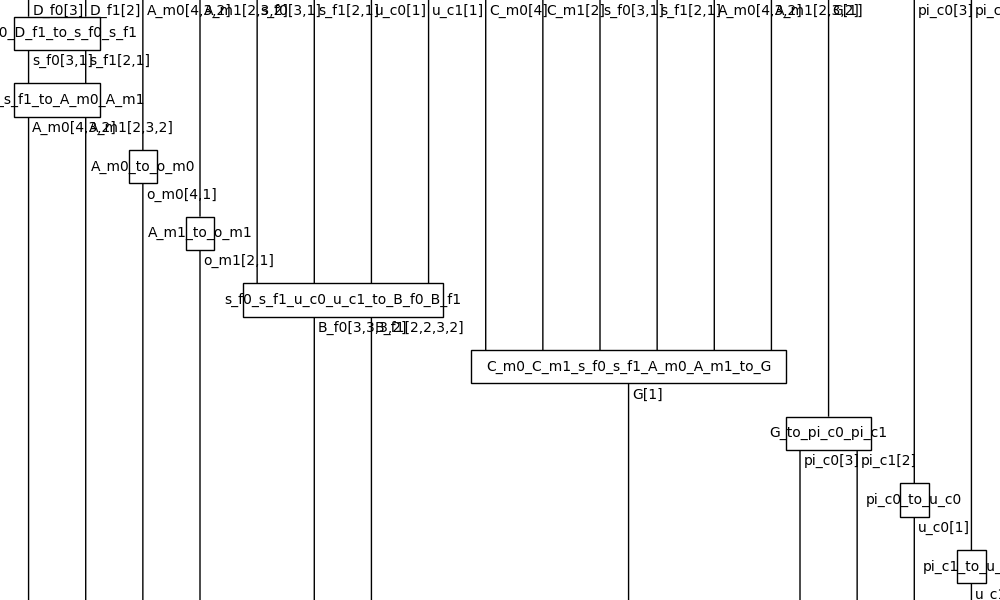 D_f0[3] D_f1[2] A_m0[4,3,2] A_m1[2,3,2] s_f0[3,1] s_f1[2,1] u_c0[1] u_c1[1] C_m0[4] C_m1[2] s_f0[3,1] s_f1[2,1] A_m0[4,3,2] A_m1[2,3,2] G[1] pi_c0[3] pi_c
0_D_f1_to_s_f0_s_f1
s_f0[3,1] s_f1[2,1]
_s_f1_to_A_m0_A_m1
A_m0[4,3,2] A_m1[2,3,2]
A_m0_to_o_m0
o_m0[4,1]
A_m1_to_o_m1
o_m1[2,1]
s_f0_s_f1_u_c0_u_c1_to_B_f0_B_f1
B_f0[3,3,3,2] B_f1[2,2,3,2]
C_m0_C_m1_s_f0_s_f1_A_m0_A_m1_to_G
G[1]
G_to_pi_c0_pi_c1
pi_c0[3] pi_c1[2]
pi_c0_to_u_c0
u_c0[1]
pi_c1_to_u_
u_c1